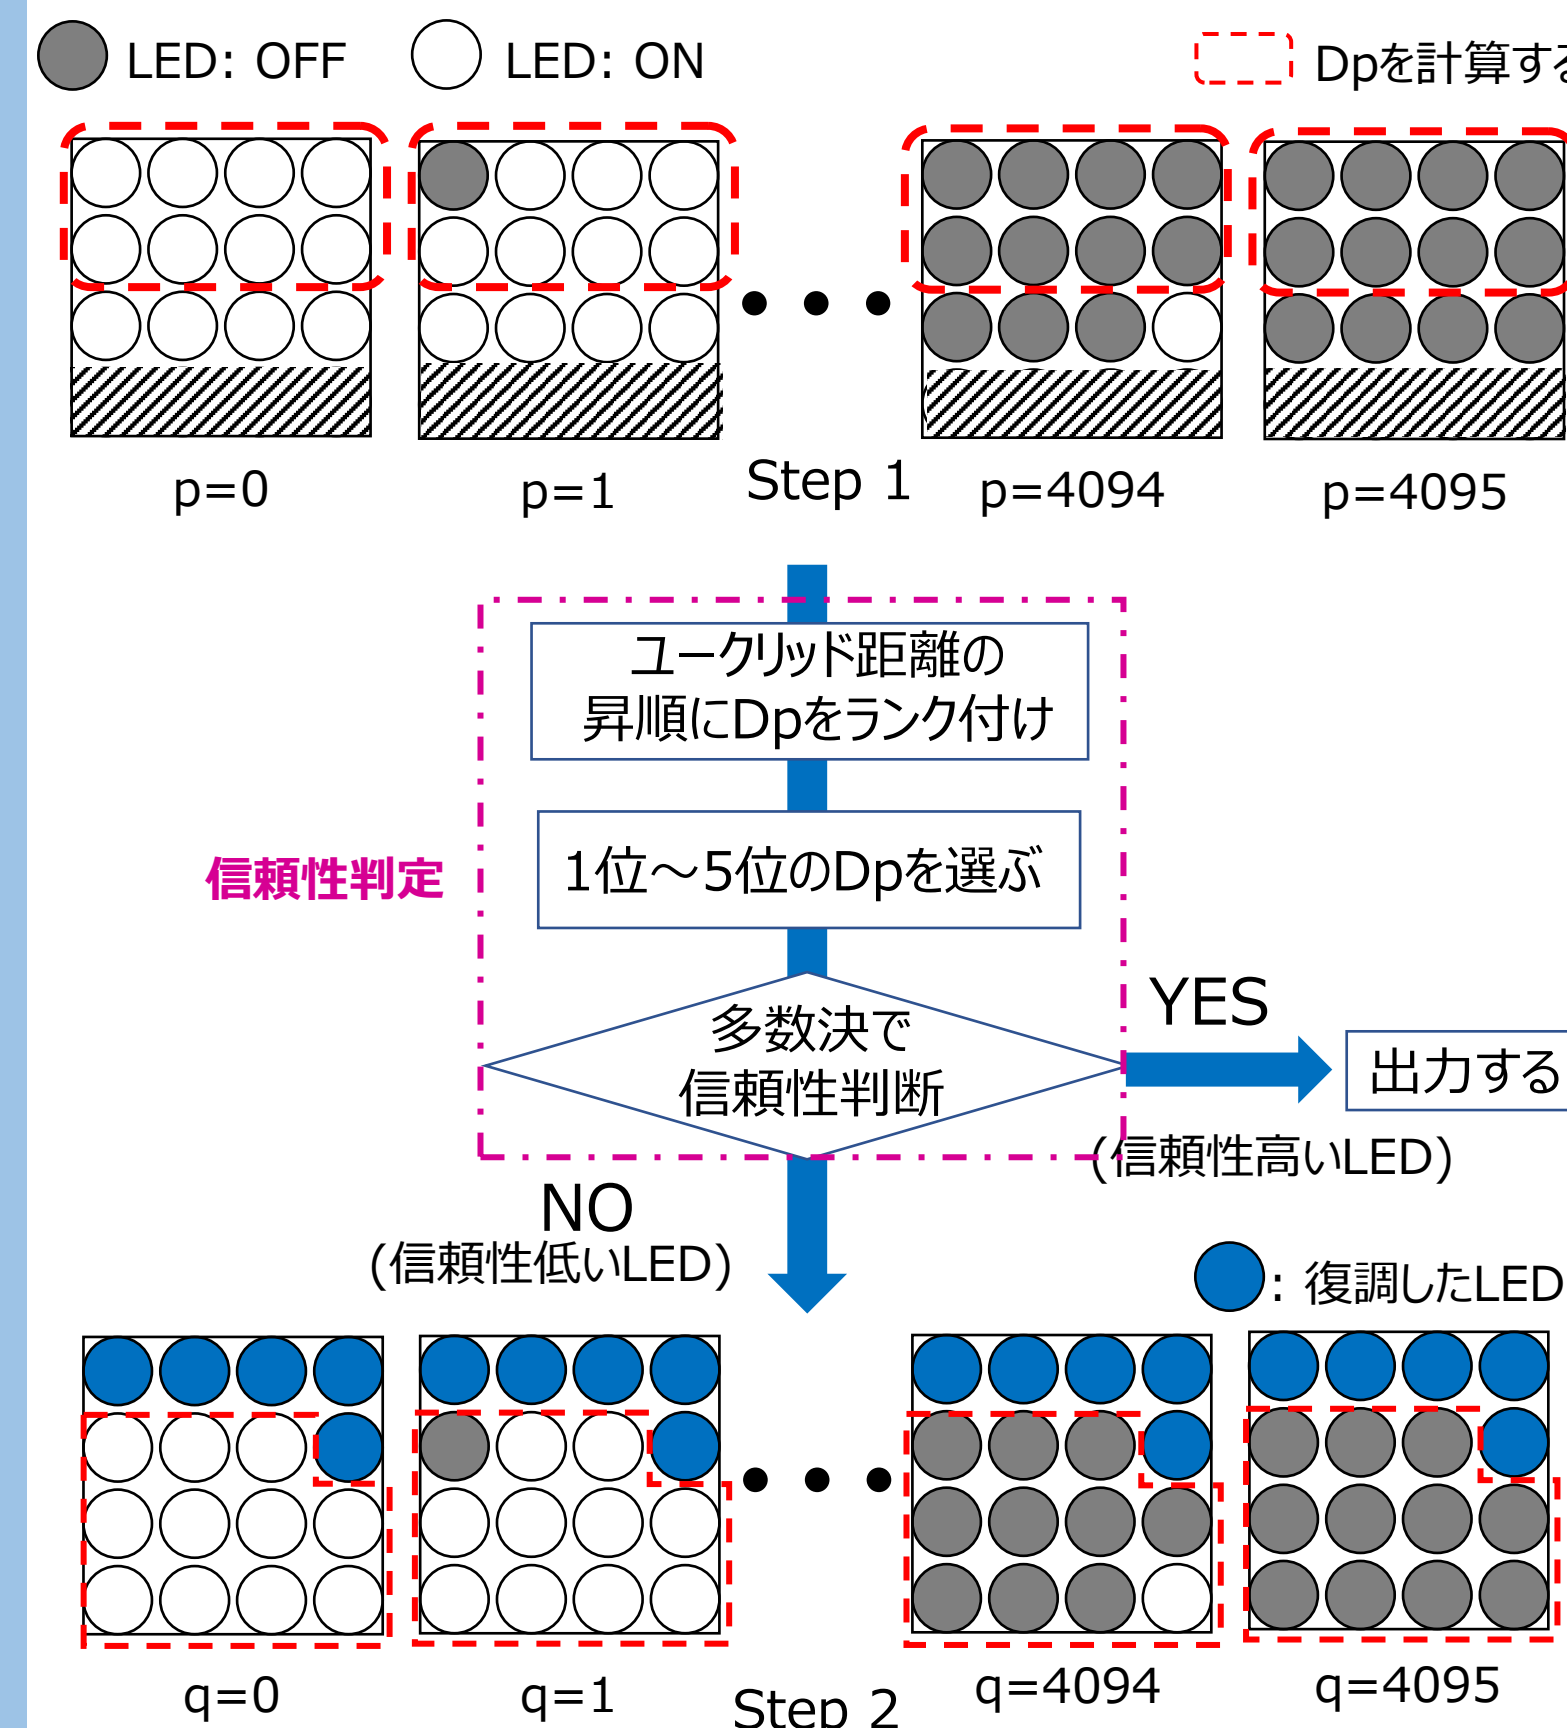 LED: OFF
LED: ON
Dpを計算する
p=0
p=1
Step 1
p=4094
p=4095
ユークリッド距離の
昇順にDpをランク付け
1位～5位のDpを選ぶ
信頼性判定
多数決で
信頼性判断
YES
出力する
(信頼性高いLED)
NO
(信頼性低いLED)
: 復調したLED
q=0
q=1
Step 2
q=4094
q=4095